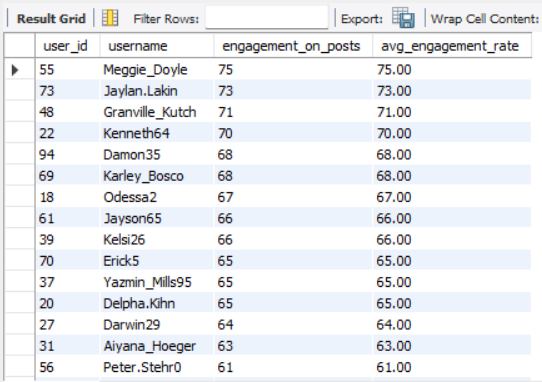 Result Grid Filter Rows: Export: Wrap Cell Content:
user_id username engagement_on_posts avg_engagement_rate
55 Meggie_Doyle 75 75.00
73 Jaylan.Lakin 73 73.00
48 Granville_Kutch 71 71.00
22 Kenneth64 70 70.00
94 Damon35 68 68.00
69 Karley_Bosco 68 68.00
18 Odessa2 67 67.00
61 Jayson65 66 66.00
39 Kelsi26 66 66.00
70 Erick5 65 65.00
37 Yazmin_Mills95 65 65.00
20 Delpha.Kihn 65 65.00
27 Darwin29 64 64.00
31 Aiyana_Hoeger 63 63.00
56 Peter.Stehr0 61 61.00